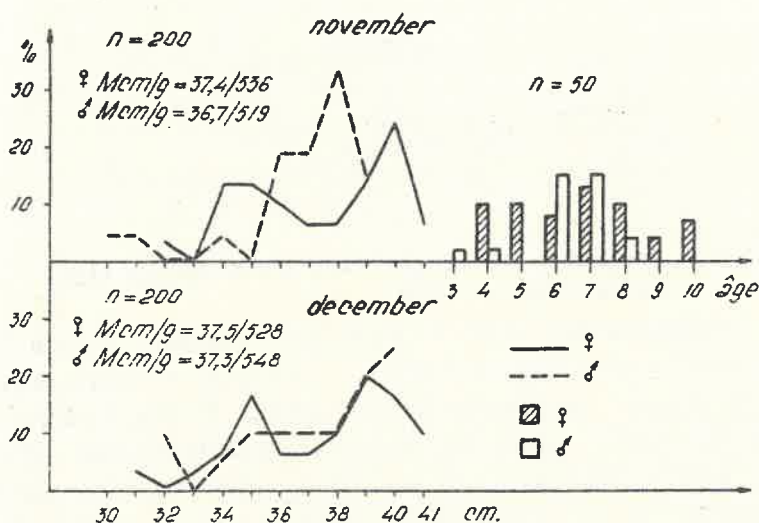 november
%
n = 200
♀ Mcm/g = 37,4/536
♂ Mcm/g = 36,7/519
n = 50
30
20
10
3 4 5 6 7 8 9 10 âge
december
n = 200
♀ Mcm/g = 37,5/528
♂ Mcm/g = 37,3/548
30
20
10
♀
♂
♀
♂
30 32 34 36 38 40 41 cm.